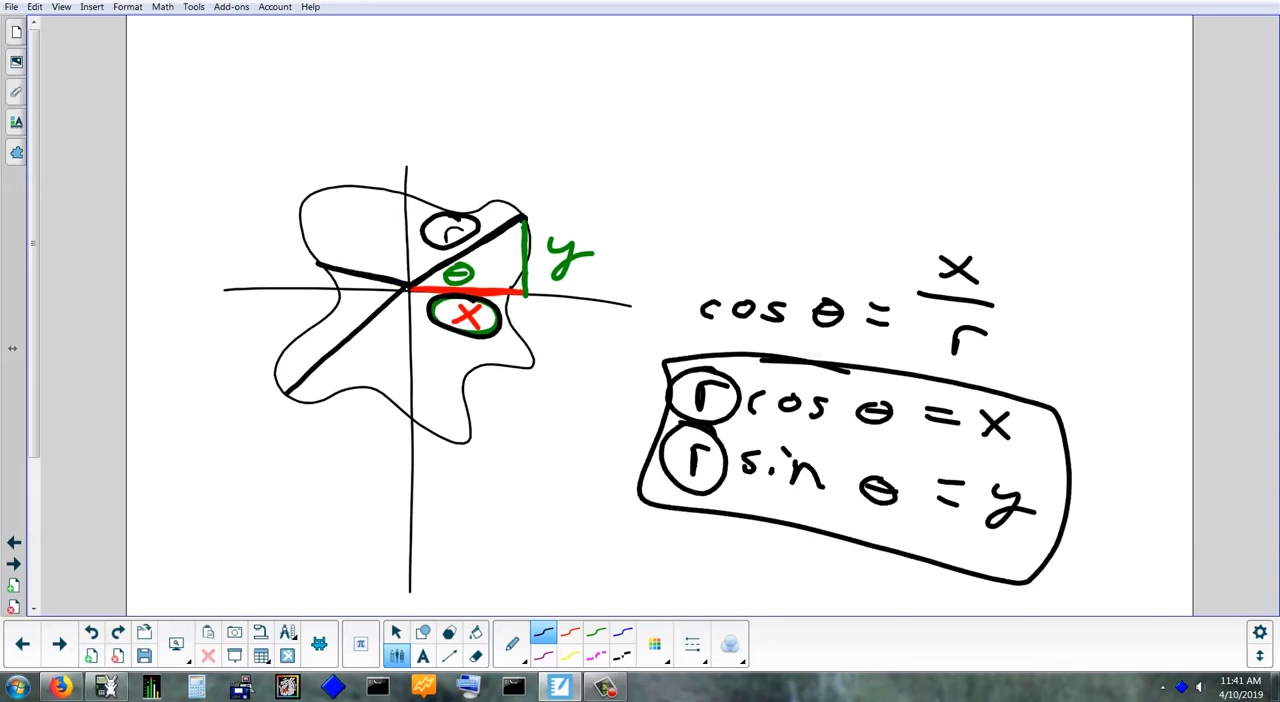 File Edit View Insert Format Math Tools Add-ons Account Help
r
θ
y
x
cos θ = x/r
r cos θ = x
r sin θ = y
π
A
11:41 AM
4/10/2019